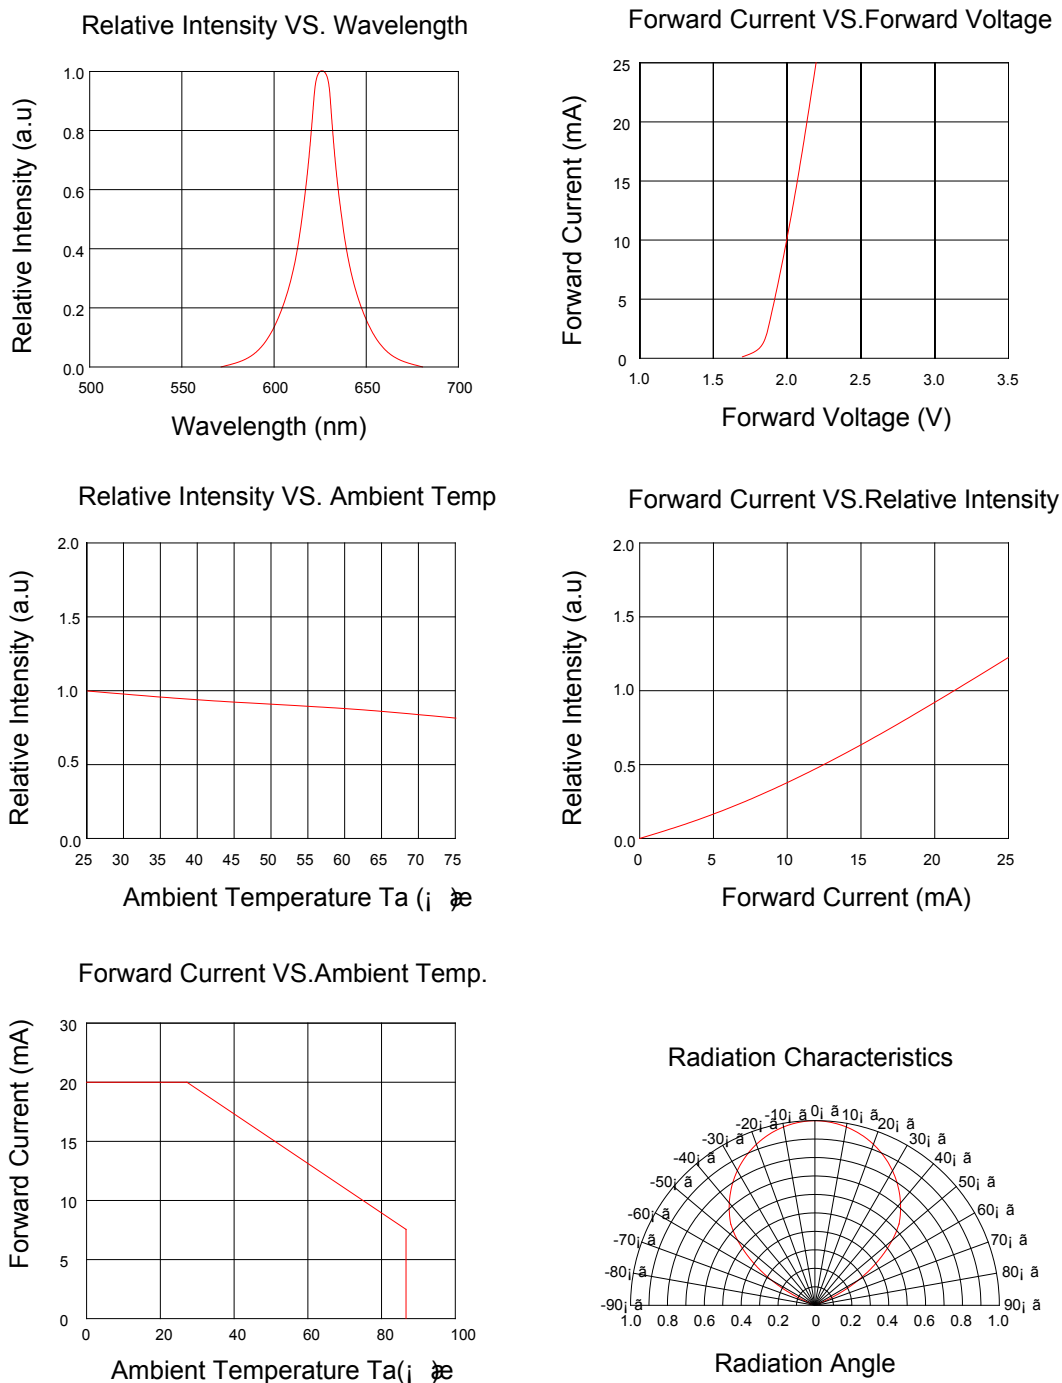 Relative Intensity VS. Wavelength
Relative Intensity (a.u)
1.0
0.8
0.6
0.4
0.2
0.0
500 550 600 650 700
Wavelength (nm)
Forward Current VS.Forward Voltage
Forward Current (mA)
25
20
15
10
5
0
1.0 1.5 2.0 2.5 3.0 3.5
Forward Voltage (V)
Relative Intensity VS. Ambient Temp
Relative Intensity (a.u)
2.0
1.5
1.0
0.5
0.0
25 30 35 40 45 50 55 60 65 70 75
Ambient Temperature Ta (¡ )æ
Forward Current VS.Relative Intensity
Relative Intensity (a.u)
2.0
1.5
1.0
0.5
0.0
0 5 10 15 20 25
Forward Current (mA)
Forward Current VS.Ambient Temp.
Forward Current (mA)
30
20
15
10
5
0
0 20 40 60 80 100
Ambient Temperature Ta(¡ )æ
Radiation Characteristics
-90¡ã -80¡ã -70¡ã -60¡ã -50¡ã -40¡ã -30¡ã -20¡ã -10¡ã 0¡ã 10¡ã 20¡ã 30¡ã 40¡ã 50¡ã 60¡ã 70¡ã 80¡ã 90¡ã
1.0 0.8 0.6 0.4 0.2 0 0.2 0.4 0.6 0.8 1.0
Radiation Angle